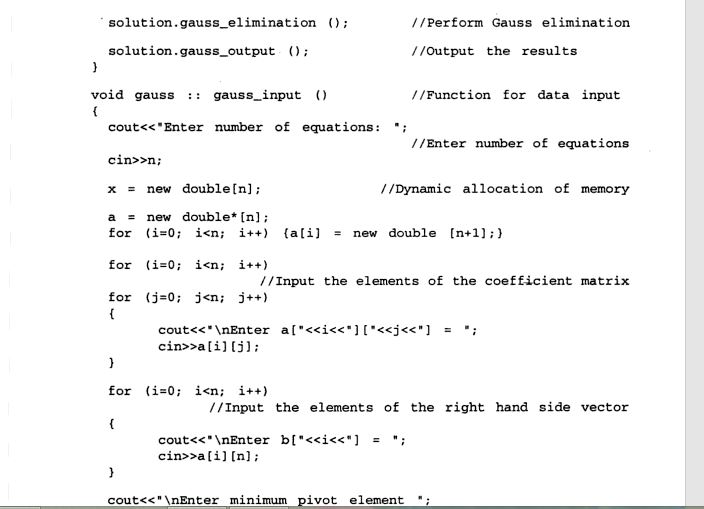 solution.gauss_elimination (); //Perform Gauss elimination
solution.gauss_output (); //Output the results
}
void gauss :: gauss_input () //Function for data input
{
cout<<"Enter number of equations: ";
//Enter number of equations
cin>>n;
x = new double[n]; //Dynamic allocation of memory
a = new double*[n];
for (i=0; i<n; i++) {a[i] = new double [n+1];}
for (i=0; i<n; i++)
//Input the elements of the coefficient matrix
for (j=0; j<n; j++)
{
cout<<"\nEnter a["<<i<<"]["<<j<<"] = ";
cin>>a[i][j];
}
for (i=0; i<n; i++)
//Input the elements of the right hand side vector
{
cout<<"\nEnter b["<<i<<"] = ";
cin>>a[i][n];
}
cout<<"\nEnter minimum pivot element ";